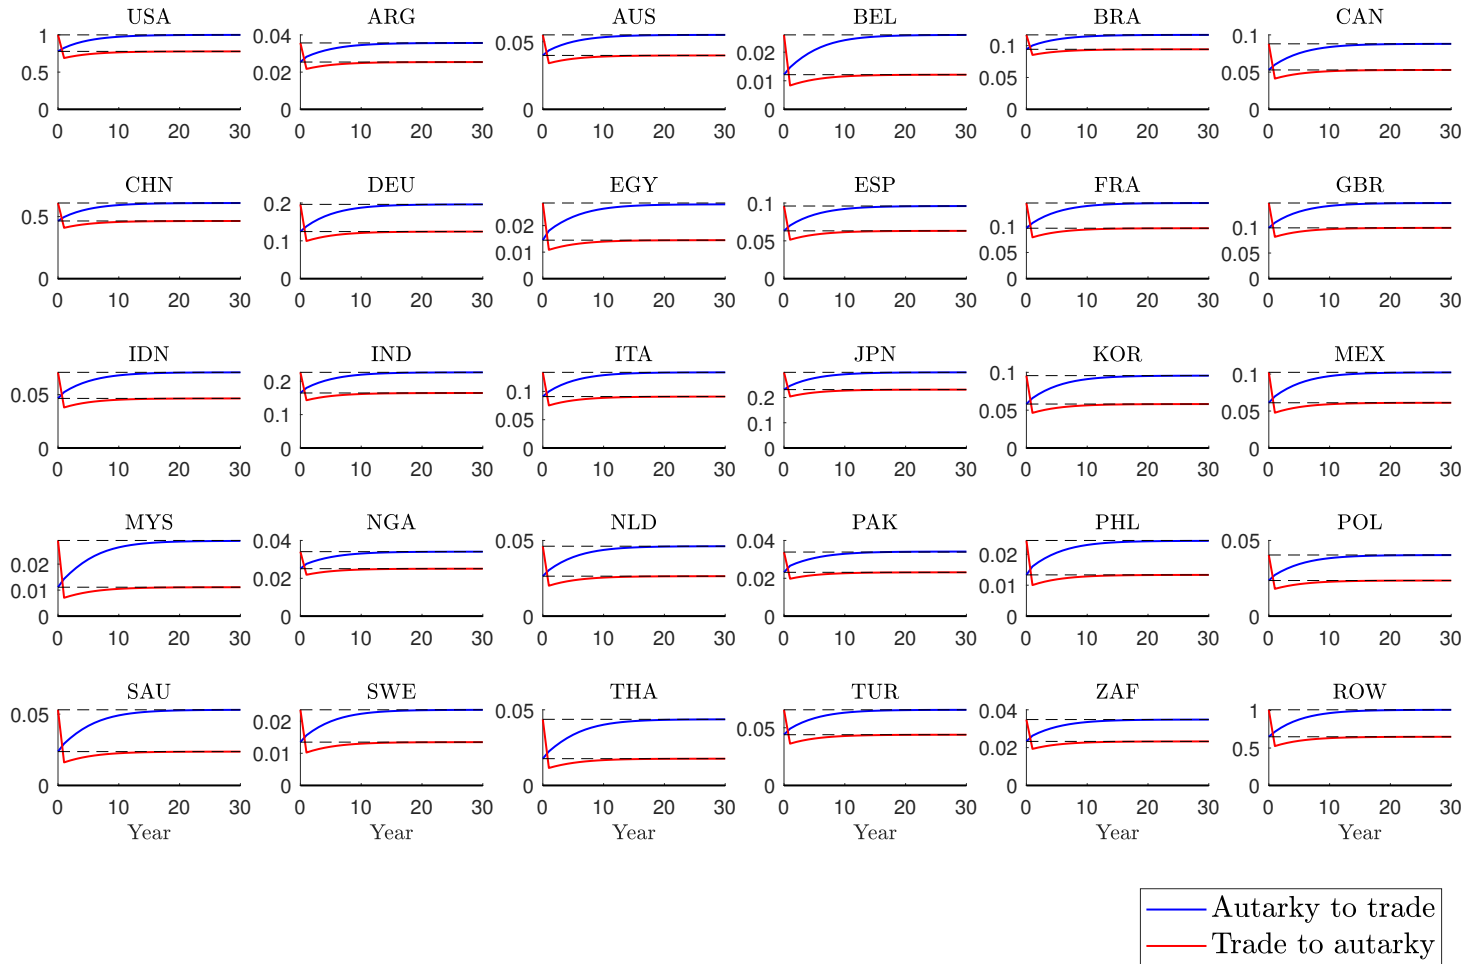 USA ARG AUS BEL BRA CAN
1 0.5 0 0.04 0.02 0 0.05 0 0.02 0.01 0 0.1 0.05 0 0.1 0.05 0
0 10 20 30 0 10 20 30 0 10 20 30 0 10 20 30 0 10 20 30 0 10 20 30
CHN DEU EGY ESP FRA GBR
0.5 0 0.2 0.1 0 0.02 0.01 0 0.1 0.05 0 0.1 0.05 0 0.1 0.05 0
0 10 20 30 0 10 20 30 0 10 20 30 0 10 20 30 0 10 20 30 0 10 20 30
IDN IND ITA JPN KOR MEX
0.05 0 0.2 0.1 0 0.1 0.05 0 0.2 0.1 0 0.1 0.05 0 0.1 0.05 0
0 10 20 30 0 10 20 30 0 10 20 30 0 10 20 30 0 10 20 30 0 10 20 30
MYS NGA NLD PAK PHL POL
0.02 0.01 0 0.04 0.02 0 0.05 0 0.04 0.02 0 0.02 0.01 0 0.05 0
0 10 20 30 0 10 20 30 0 10 20 30 0 10 20 30 0 10 20 30 0 10 20 30
SAU SWE THA TUR ZAF ROW
0.05 0 0.02 0.01 0 0.05 0 0.05 0 0.04 0.02 0 1 0.5 0
0 10 20 30 0 10 20 30 0 10 20 30 0 10 20 30 0 10 20 30 0 10 20 30
Year Year Year Year Year Year
Autarky to trade
Trade to autarky